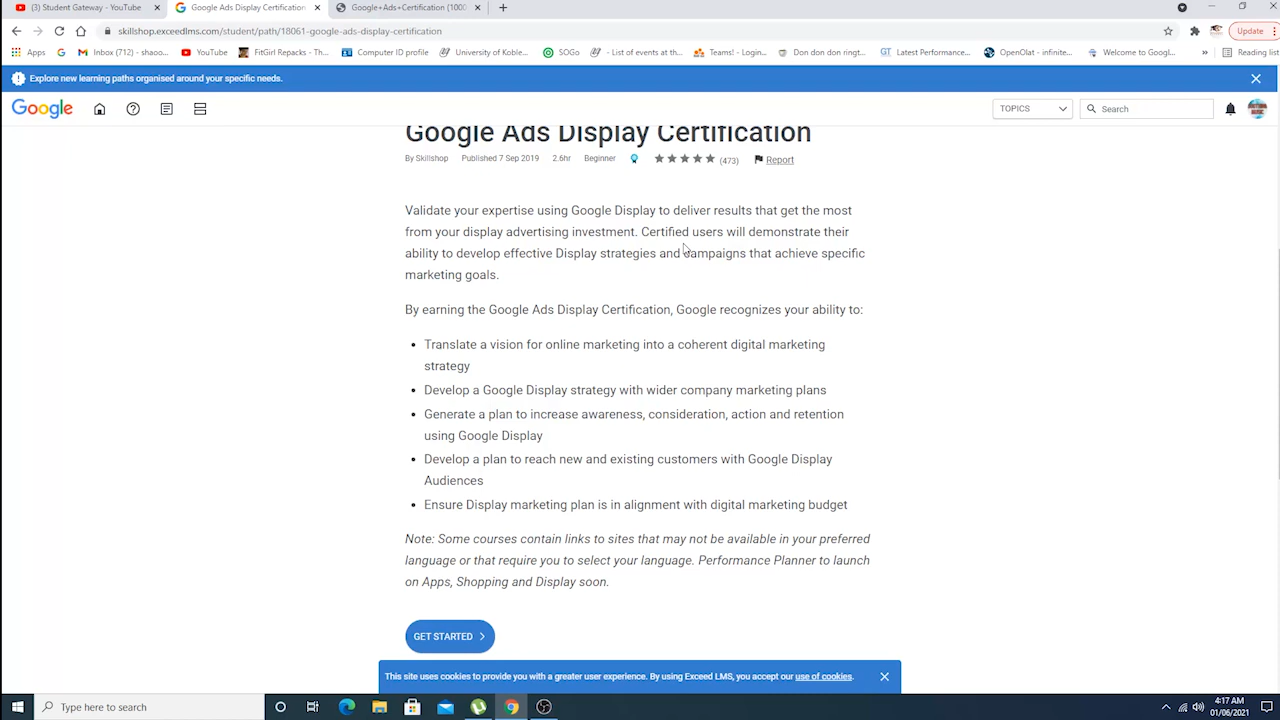 (3) Student Gateway - YouTube
Google Ads Display Certification
Google+Ads+Certification (1000
skillshop.exceedlms.com/student/path/18061-google-ads-display-certification
Update
Apps
Inbox (712) - shaoo...
YouTube
FitGirl Repacks - Th...
Computer ID profile
University of Koble...
SOGo
- List of events at th...
Teams! - Login...
Don don don ringt...
GT Latest Performance...
OpenOlat - infinite...
Welcome to Googl...
»
Reading list
Explore new learning paths organised around your specific needs.
Google
TOPICS
Search
Google Ads Display Certification
By Skillshop Published 7 Sep 2019 2.6hr Beginner (473) Report
Validate your expertise using Google Display to deliver results that get the most
from your display advertising investment. Certified users will demonstrate their
ability to develop effective Display strategies and campaigns that achieve specific
marketing goals.
By earning the Google Ads Display Certification, Google recognizes your ability to:
• Translate a vision for online marketing into a coherent digital marketing
strategy
• Develop a Google Display strategy with wider company marketing plans
• Generate a plan to increase awareness, consideration, action and retention
using Google Display
• Develop a plan to reach new and existing customers with Google Display
Audiences
• Ensure Display marketing plan is in alignment with digital marketing budget
Note: Some courses contain links to sites that may not be available in your preferred
language or that require you to select your language. Performance Planner to launch
on Apps, Shopping and Display soon.
GET STARTED
This site uses cookies to provide you with a greater user experience. By using Exceed LMS, you accept our use of cookies.
Type here to search
4:17 AM
01/06/2021